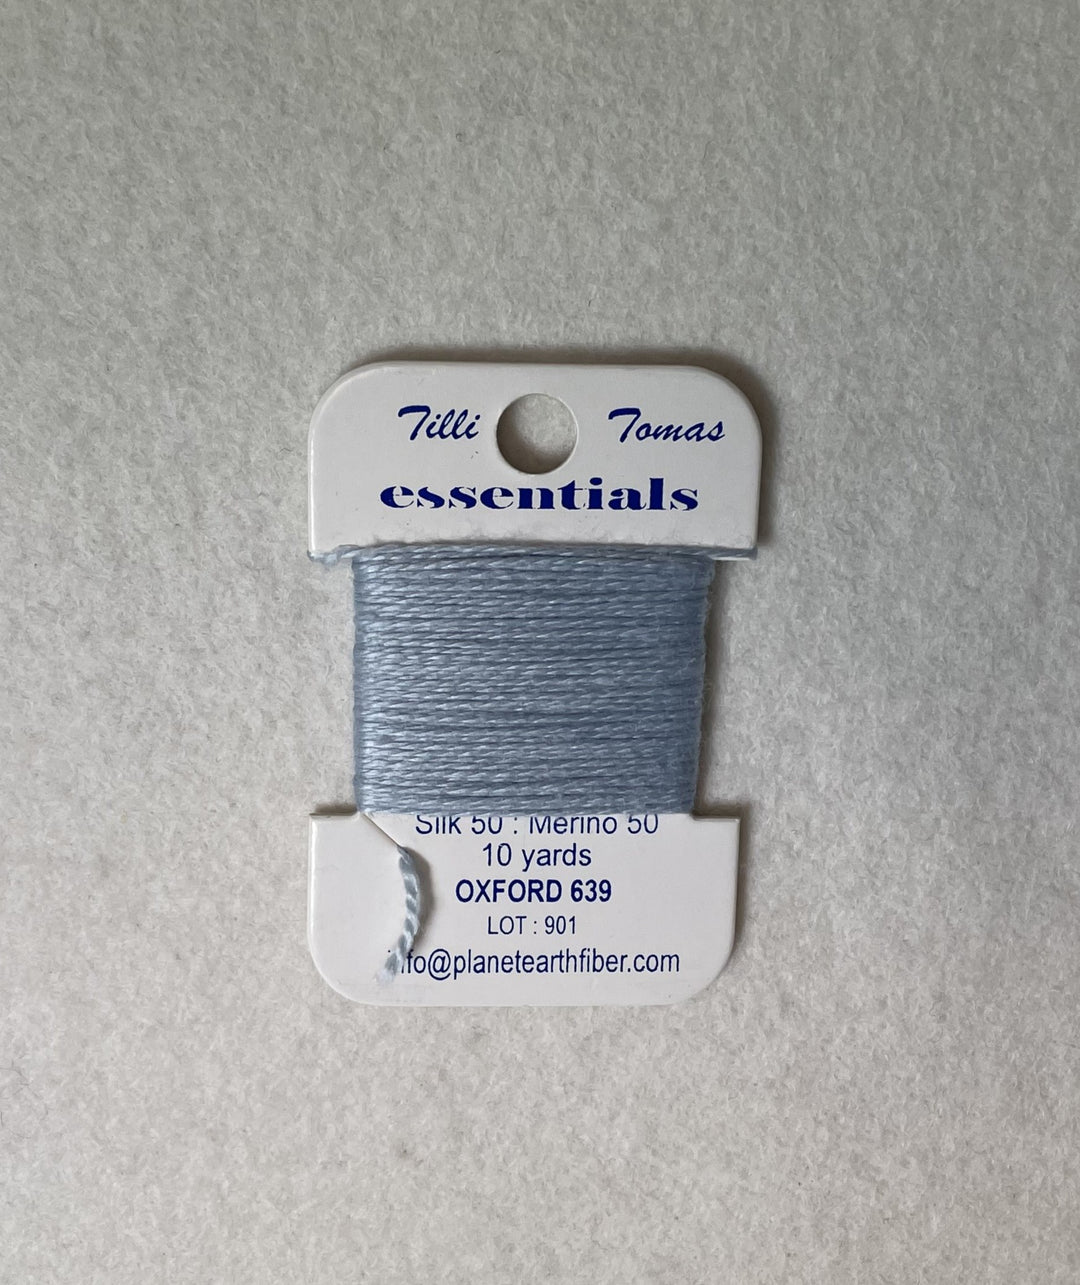 Tilli Tomas
essentials
Silk 50 : Merino 50
10 yards
OXFORD 639
LOT : 901
info@planetearthfiber.com